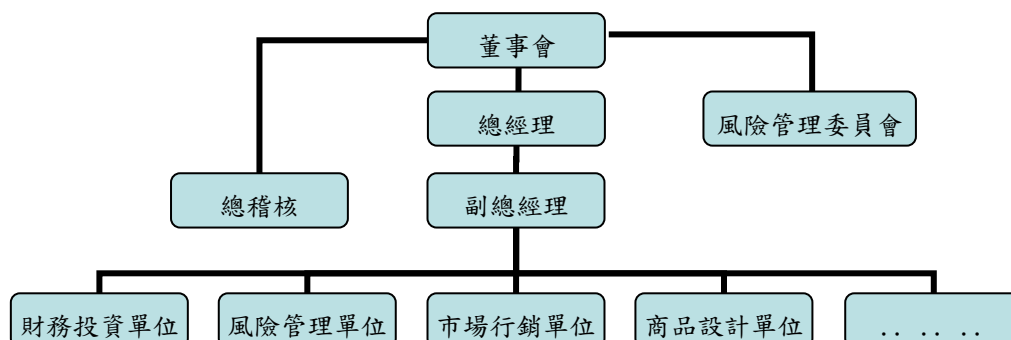 董事會
總經理
風險管理委員會
總稽核
副總經理
財務投資單位
風險管理單位
市場行銷單位
商品設計單位
.. .. ..